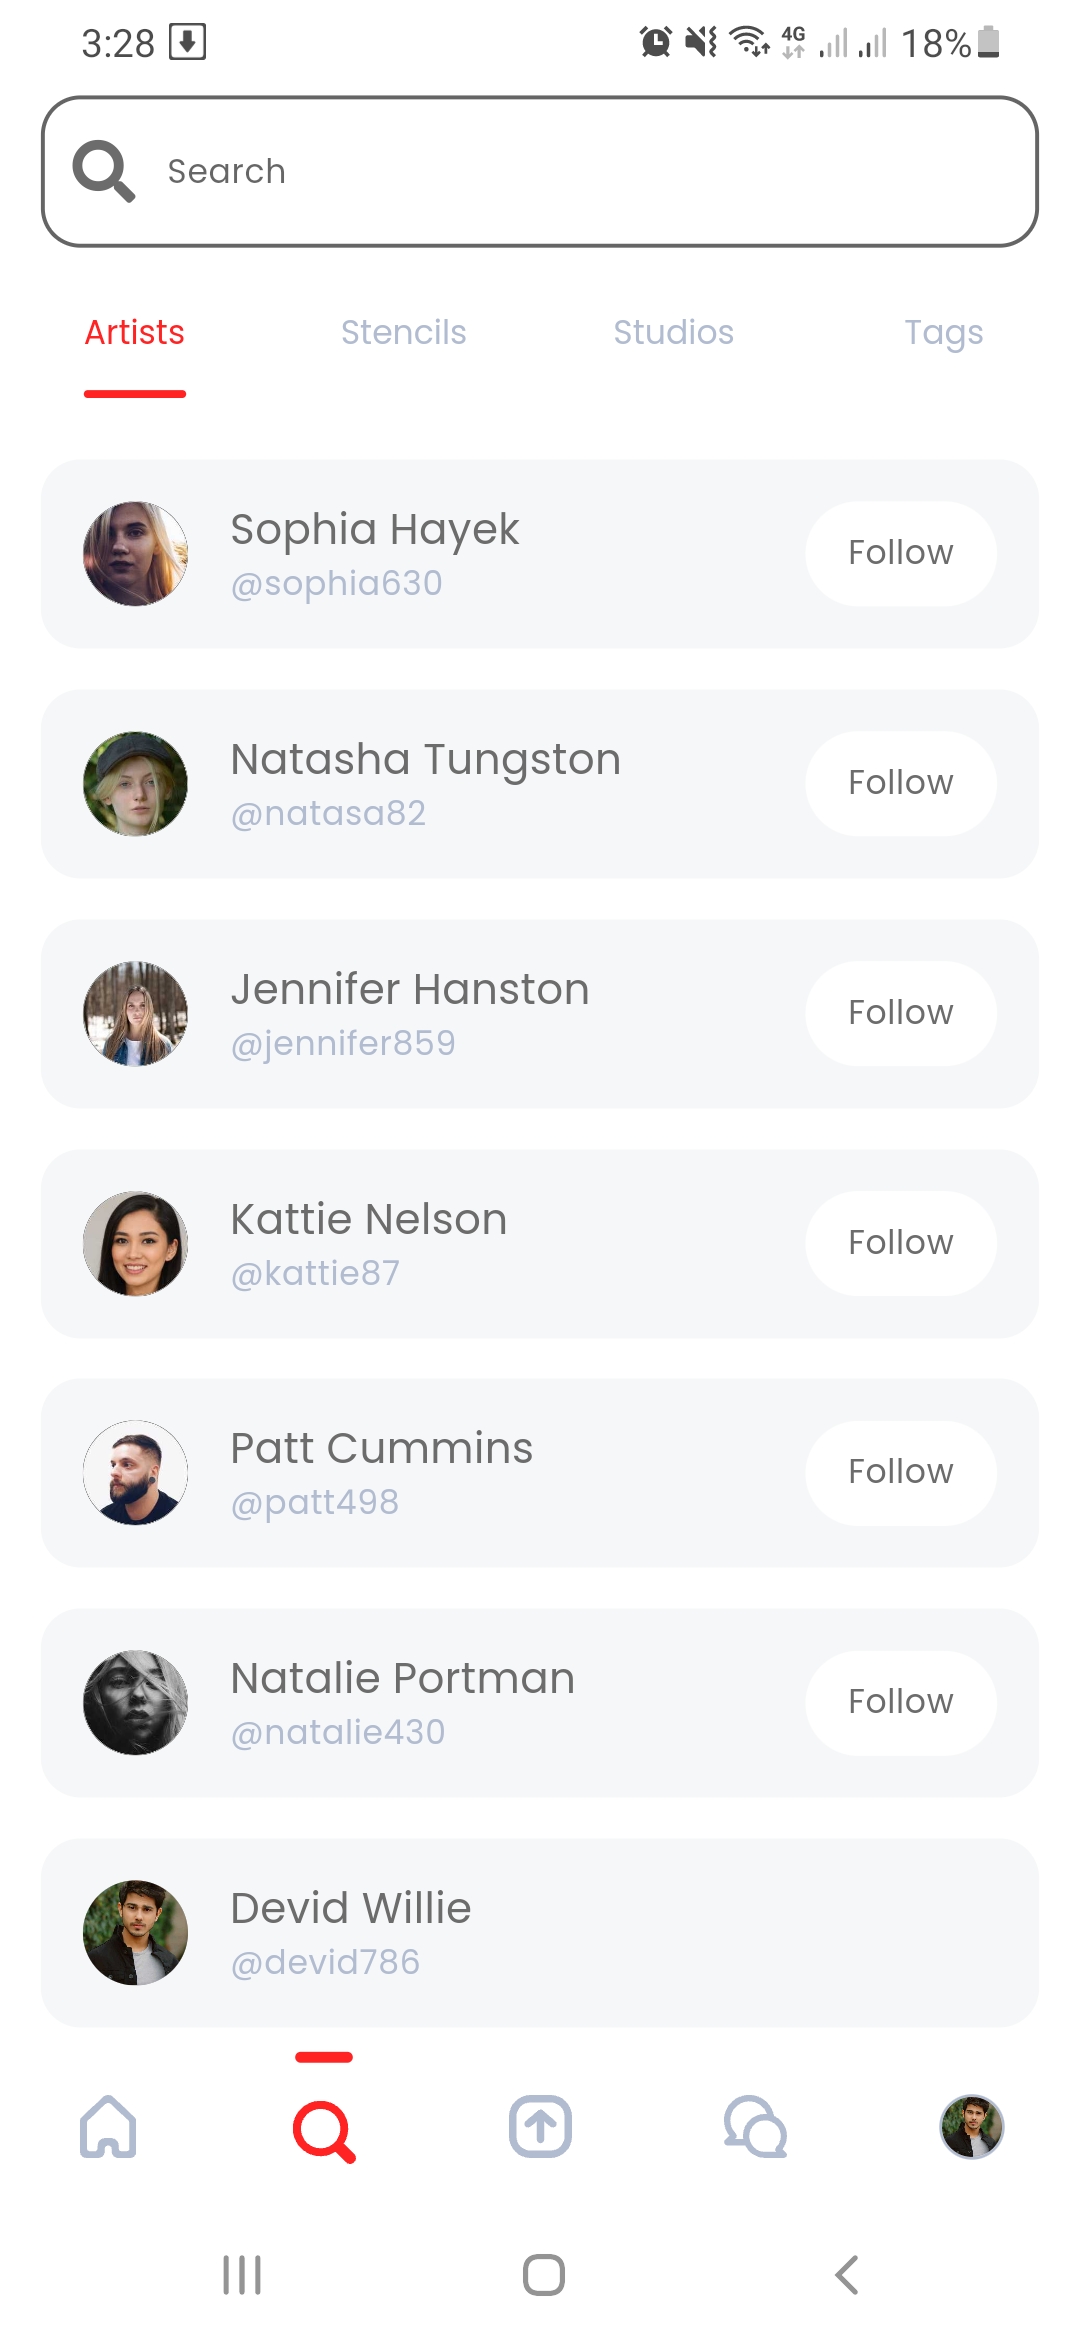 3:28 4G 18%
Search
Artists Stencils Studios Tags
Sophia Hayek
@sophia630
Follow
Natasha Tungston
@natasa82
Follow
Jennifer Hanston
@jennifer859
Follow
Kattie Nelson
@kattie87
Follow
Patt Cummins
@patt498
Follow
Natalie Portman
@natalie430
Follow
Devid Willie
@devid786